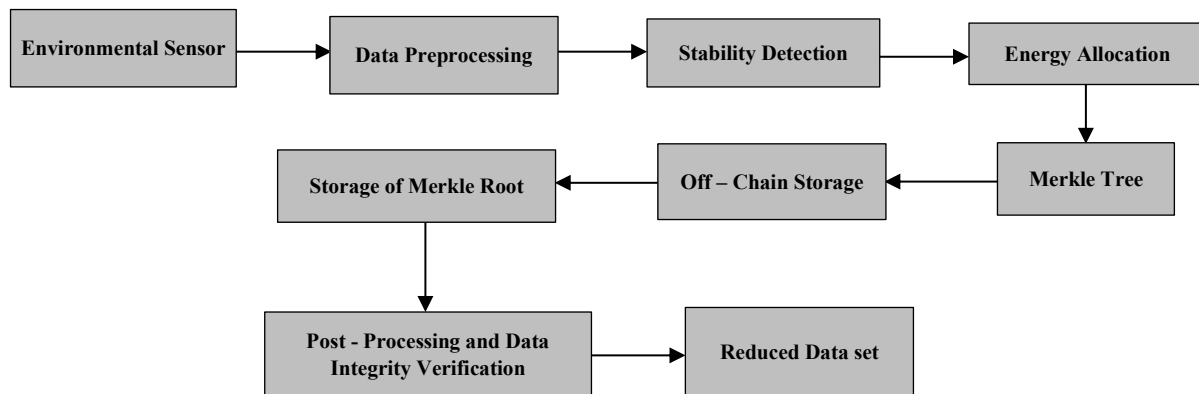 Environmental Sensor
Data Preprocessing
Stability Detection
Energy Allocation
Storage of Merkle Root
Off – Chain Storage
Merkle Tree
Post - Processing and Data
Integrity Verification
Reduced Data set